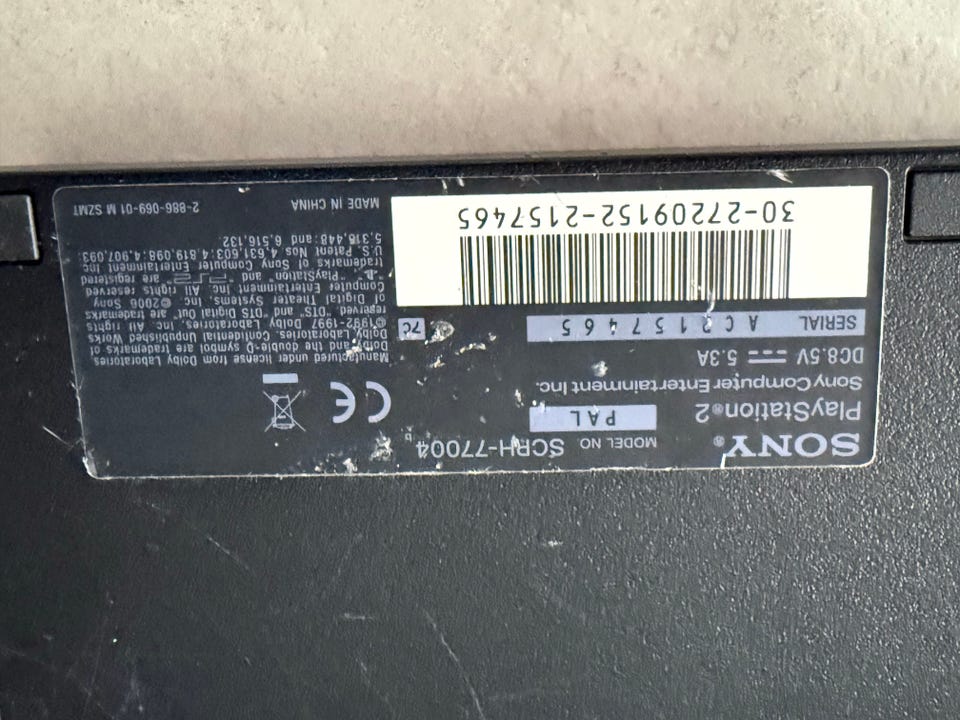 SONY®
PlayStation®2
Sony Computer Entertainment Inc.
DC8.5V 5.3A
MODEL NO. SCPH-77004 b
PAL
SERIAL A C 2 1 5 7 4 6 5
7C
30-27209152-2157465
CE
Manufactured under license from Dolby Laboratories.
Dolby and the double-D symbol are trademarks of
Dolby Laboratories. Confidential Unpublished Works
©1992-1997 Dolby Laboratories, Inc. All rights
reserved. "DTS" and "DTS Digital Out" are trademarks
of Digital Theater Systems, Inc. ©2006 Sony
Computer Entertainment Inc. All rights reserved
" " "PlayStation" and "PS2" are registered
trademarks of Sony Computer Entertainment Inc.
U.S. Patent Nos. 4,631,603;4,819,098;4,907,093;
5,315,448; and 6,516,132
MADE IN CHINA
2-886-069-01 M SZMT